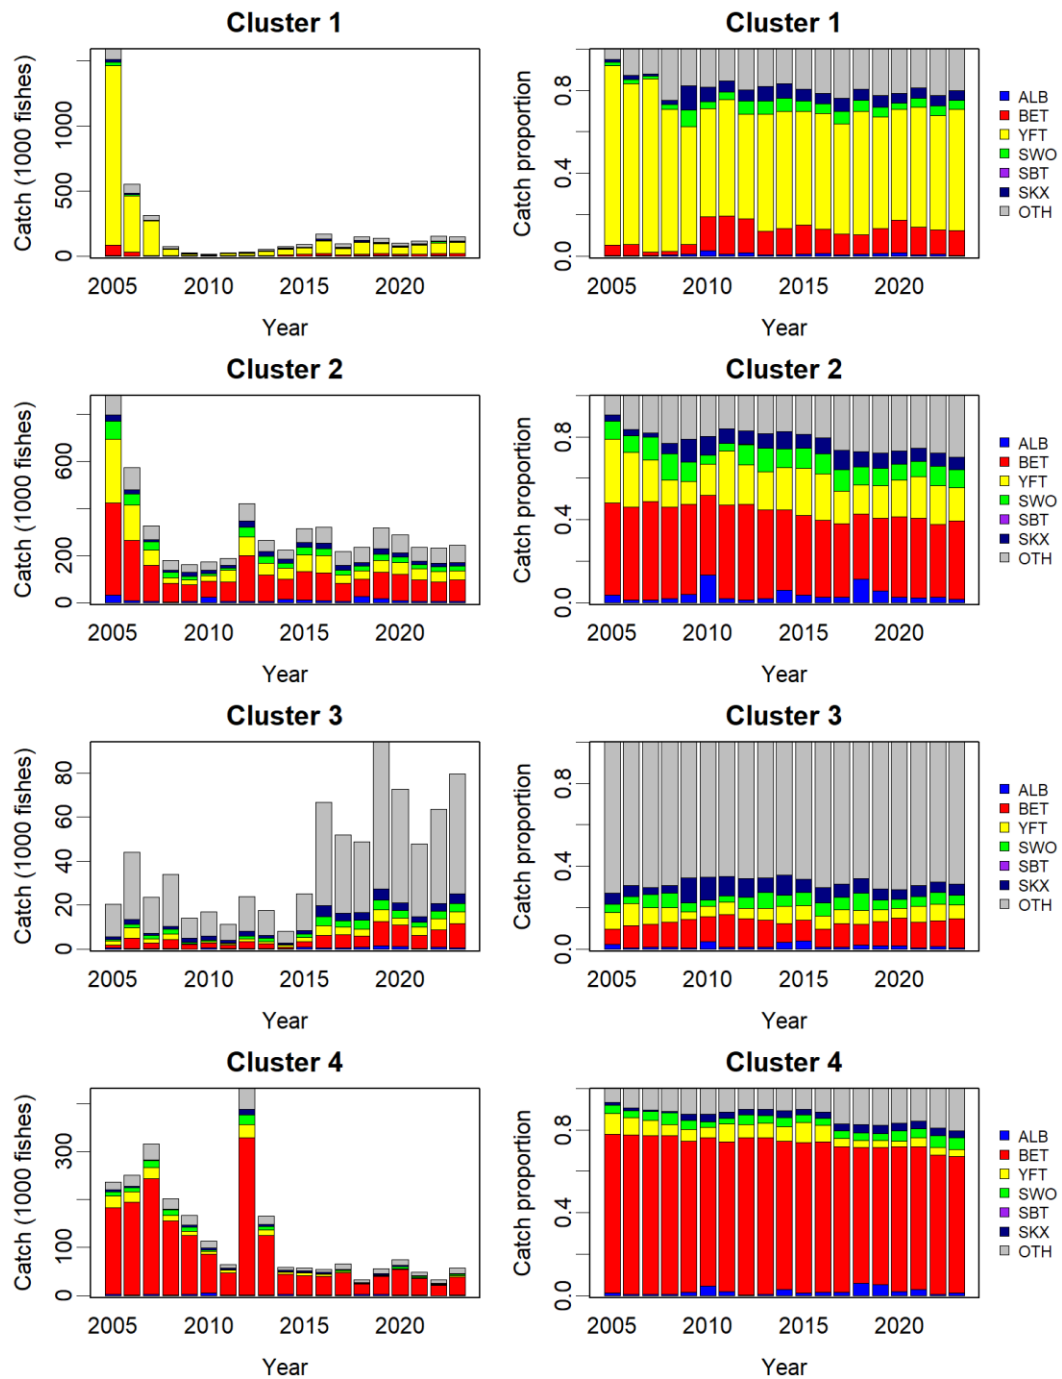 Cluster 1
Catch (1000 fishes)
0 500 1000
2005 2010 2015 2020
Year
Cluster 1
Catch proportion
0.0 0.4 0.8
2005 2010 2015 2020
Year
ALB
BET
YFT
SWO
SBT
SKX
OTH
Cluster 2
Catch (1000 fishes)
0 200 600
2005 2010 2015 2020
Year
Cluster 2
Catch proportion
0.0 0.4 0.8
2005 2010 2015 2020
Year
ALB
BET
YFT
SWO
SBT
SKX
OTH
Cluster 3
Catch (1000 fishes)
0 20 40 60 80
2005 2010 2015 2020
Year
Cluster 3
Catch proportion
0.0 0.4 0.8
2005 2010 2015 2020
Year
ALB
BET
YFT
SWO
SBT
SKX
OTH
Cluster 4
Catch (1000 fishes)
0 100 300
2005 2010 2015 2020
Year
Cluster 4
Catch proportion
0.0 0.4 0.8
2005 2010 2015 2020
Year
ALB
BET
YFT
SWO
SBT
SKX
OTH